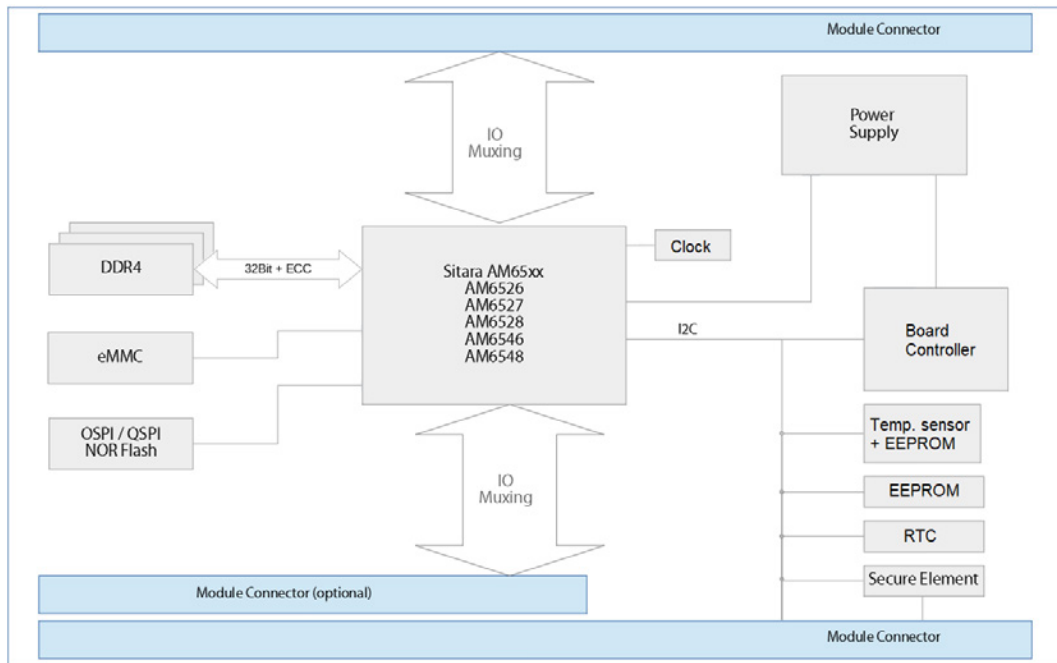 Module Connector
IO
Muxing
Power
Supply
Clock
DDR4
32Bit + ECC
Sitara AM65xx
AM6526
AM6527
AM6528
AM6546
AM6548
I2C
Board
Controller
eMMC
OSPI / QSPI
NOR Flash
Temp. sensor
+ EEPROM
IO
Muxing
EEPROM
RTC
Secure Element
Module Connector (optional)
Module Connector